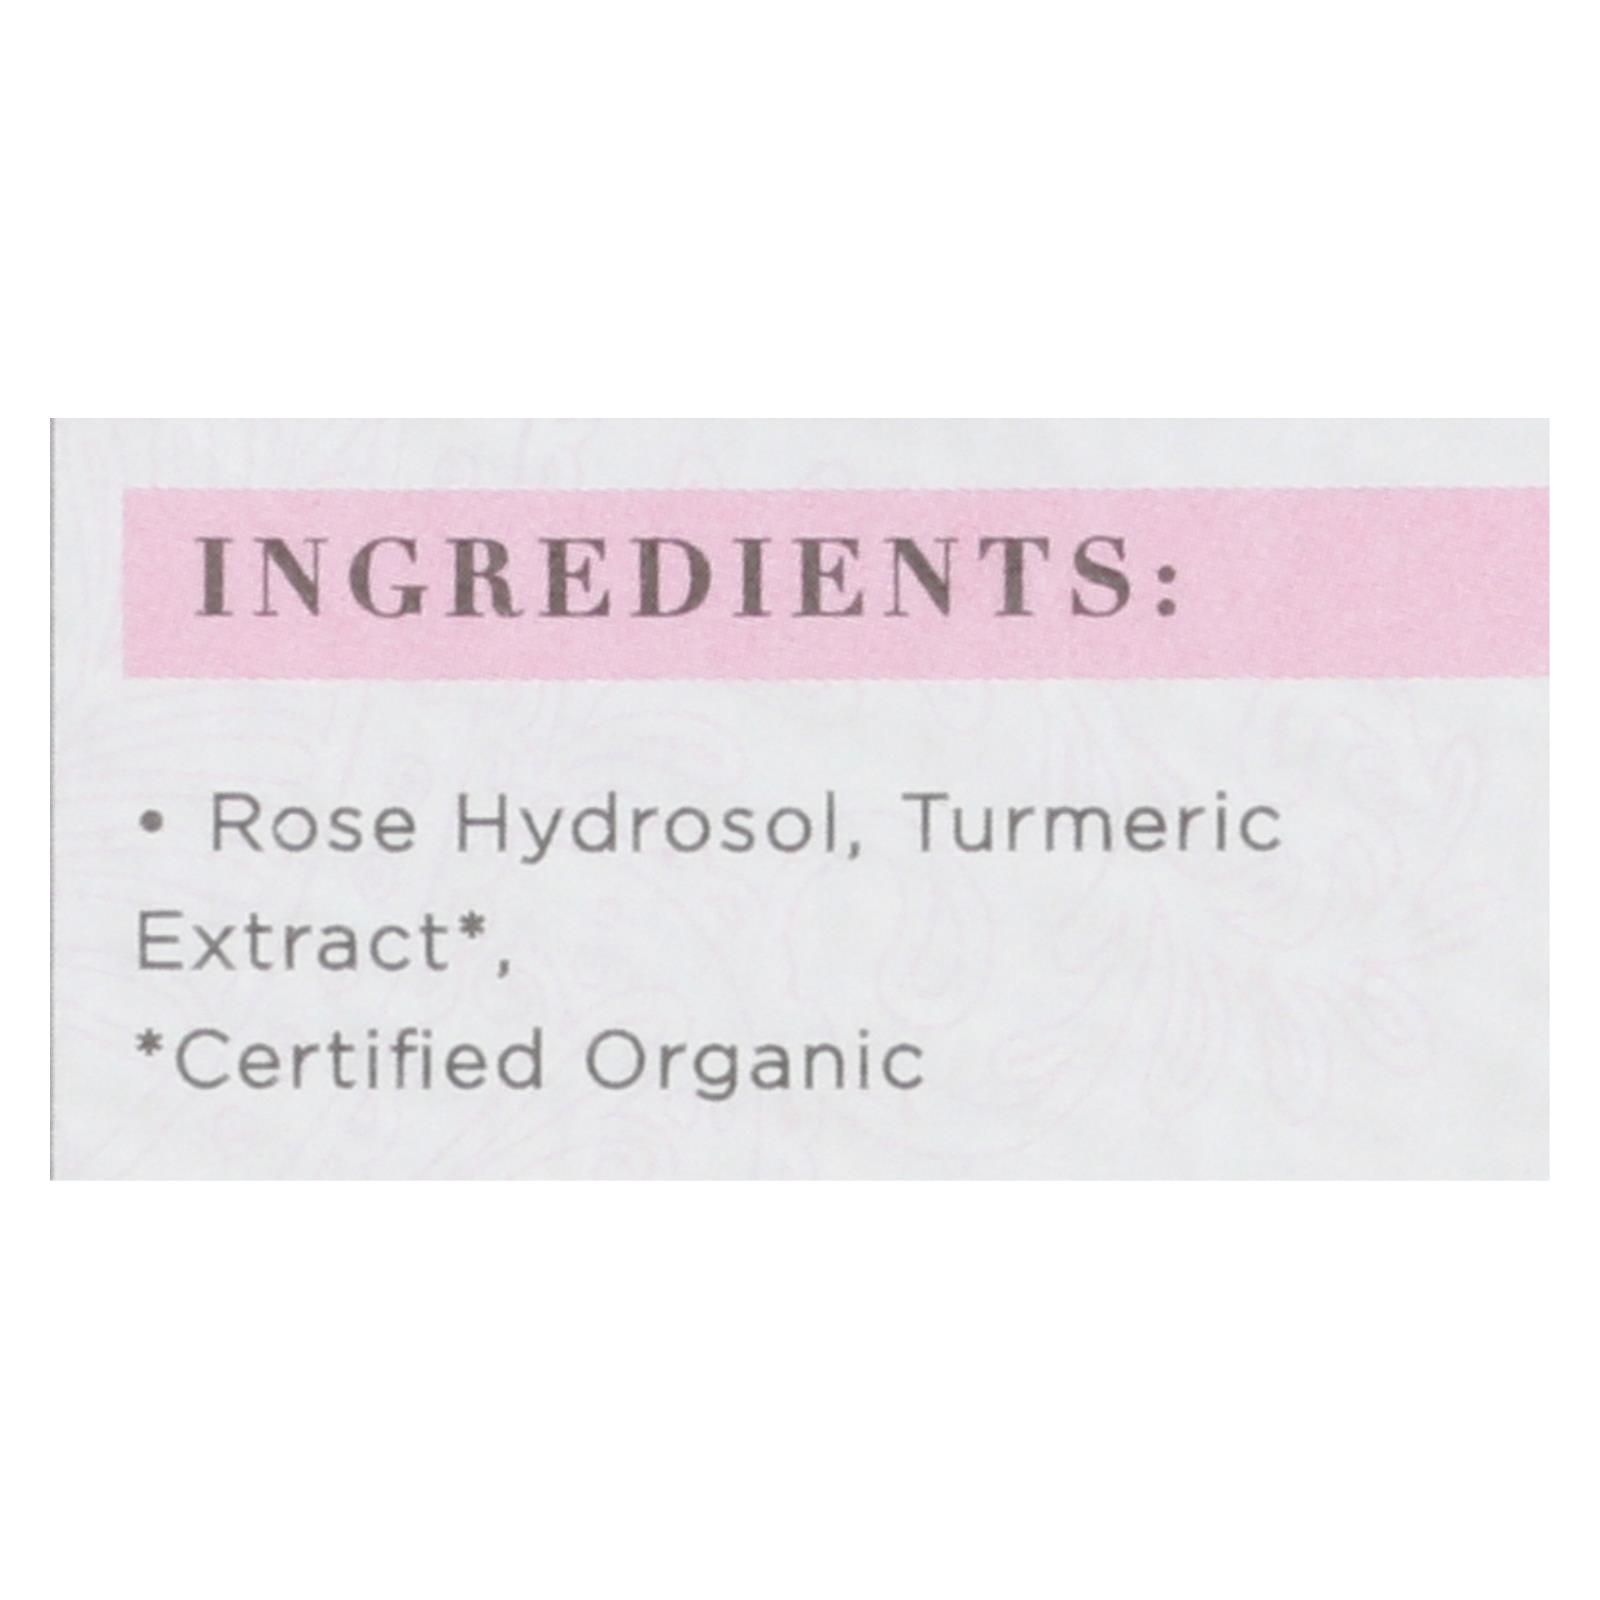 INGREDIENTS:
• Rose Hydrosol, Turmeric
Extract*,
*Certified Organic